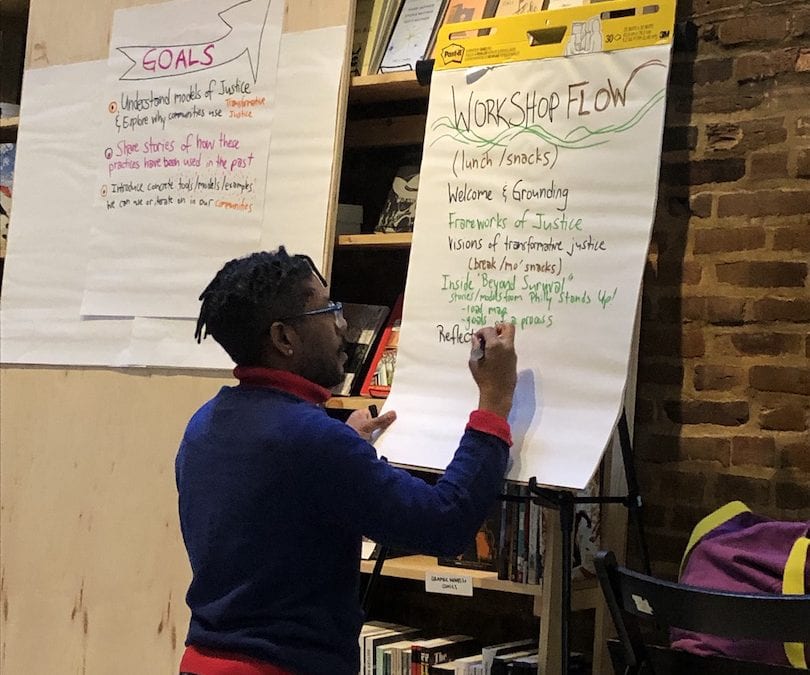 GOALS
Understand models of Justice
& Explore why communities use Transformative
Justice
Share stories of how these
practices have been used in the past
Introduce concrete tools/models/examples
we can use or iterate on in our Communities
Post-it
30
3M
WORKSHOP FLOW
(lunch/snacks)
Welcome & Grounding
Frameworks of Justice
Visions of transformative justice
(break/mo' snacks)
Inside "Beyond Survival"
stories/models from Philly Stands Up!
- road map
- goals of a process
Reflect
GRAPHIC NOVELS
COMICS